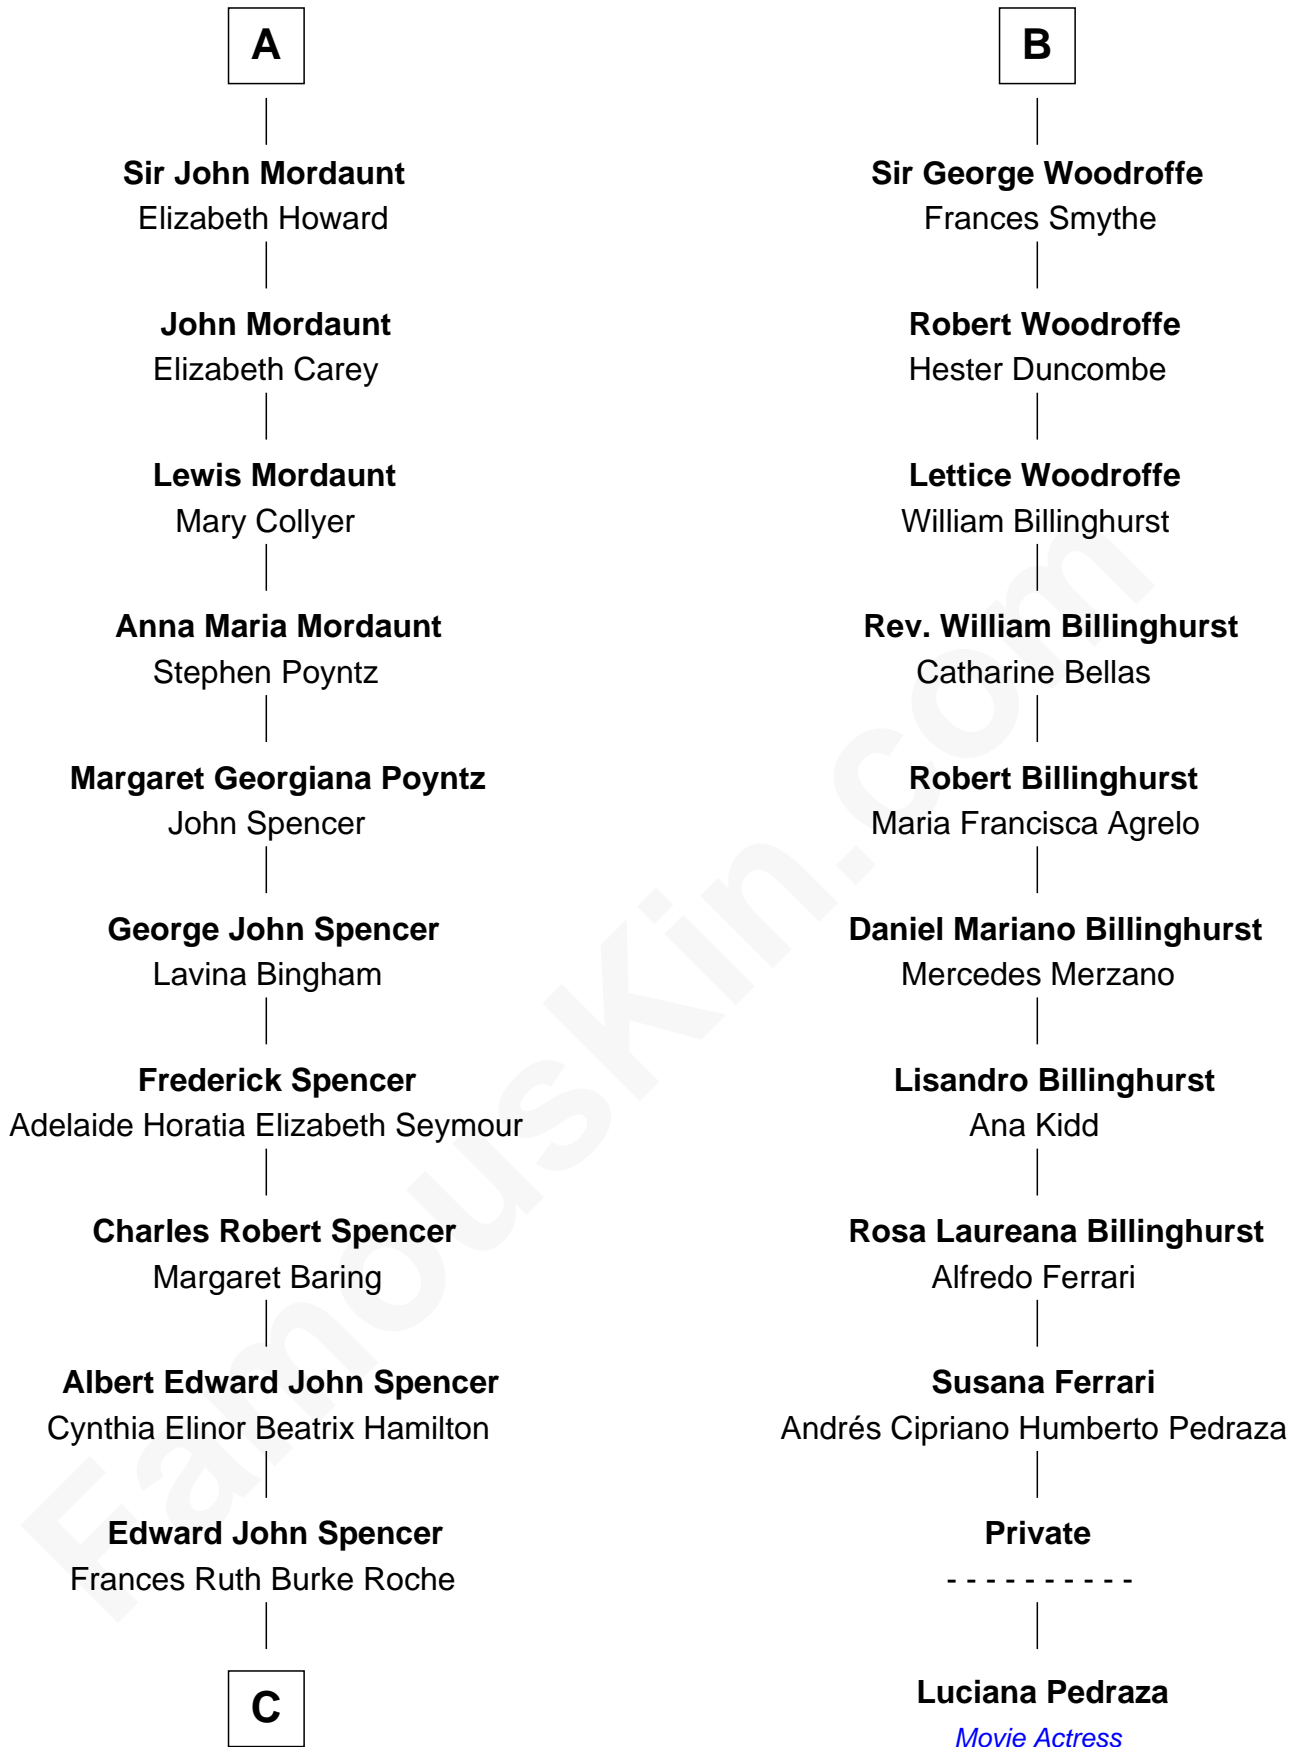 A
Sir John Mordaunt
Elizabeth Howard
John Mordaunt
Elizabeth Carey
Lewis Mordaunt
Mary Collyer
Anna Maria Mordaunt
Stephen Poyntz
Margaret Georgiana Poyntz
John Spencer
George John Spencer
Lavina Bingham
Frederick Spencer
Adelaide Horatia Elizabeth Seymour
Charles Robert Spencer
Margaret Baring
Albert Edward John Spencer
Cynthia Elinor Beatrix Hamilton
Edward John Spencer
Frances Ruth Burke Roche
C
B
Sir George Woodroffe
Frances Smythe
Robert Woodroffe
Hester Duncombe
Lettice Woodroffe
William Billinghurst
Rev. William Billinghurst
Catharine Bellas
Robert Billinghurst
Maria Francisca Agrelo
Daniel Mariano Billinghurst
Mercedes Merzano
Lisandro Billinghurst
Ana Kidd
Rosa Laureana Billinghurst
Alfredo Ferrari
Susana Ferrari
Andrés Cipriano Humberto Pedraza
Private
- - - - - - - - - -
Luciana Pedraza
Movie Actress
FamousKin.com